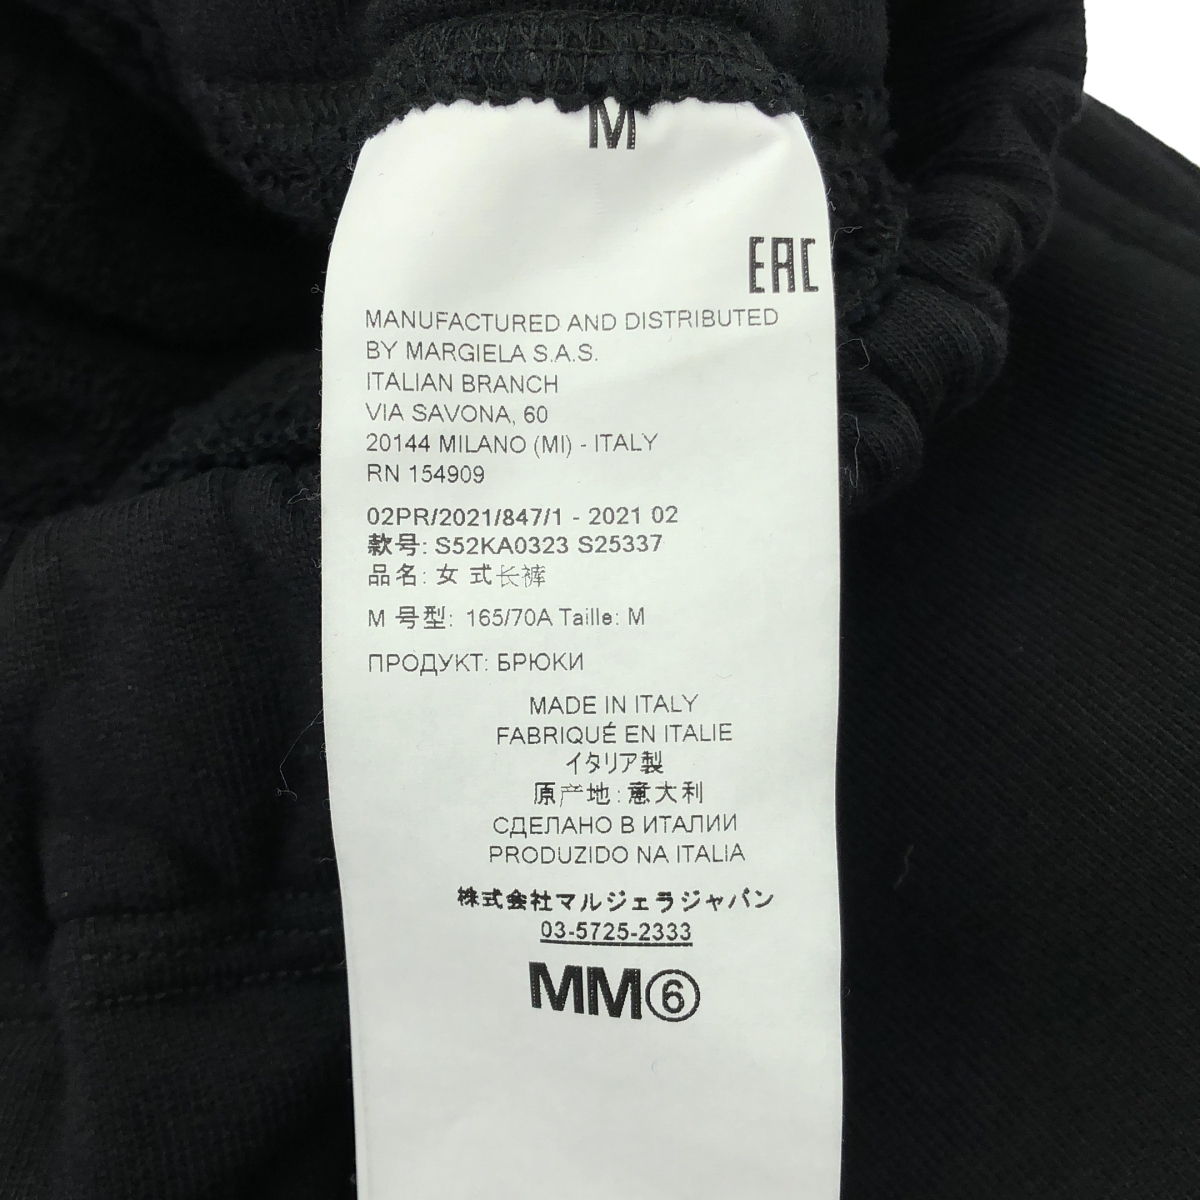 M
EAC
MANUFACTURED AND DISTRIBUTED
BY MARGIELA S.A.S.
ITALIAN BRANCH
VIA SAVONA, 60
20144 MILANO (MI) - ITALY
RN 154909
02PR/2021/847/1 - 2021 02
款号: S52KA0323 S25337
品名: 女 式长裤
M 号型: 165/70A Taille: M
ПРОДУКТ: БРЮКИ
MADE IN ITALY
FABRIQUÉ EN ITALIE
イタリア製
原产地: 意大利
СДЕЛАНО В ИТАЛИИ
PRODUZIDO NA ITALIA
株式会社マルジェラジャパン
03-5725-2333
MM⑥